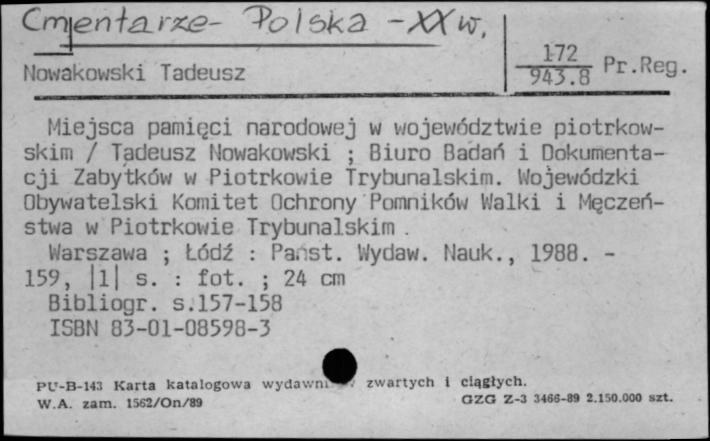 Cmentarze - Polska - XX w.
172
Nowakowski Tadeusz
943.8 Pr.Reg.
Miejsca pamięci narodowej w województwie piotrkow-
skim / Tadeusz Nowakowski ; Biuro Badań i Dokumenta-
cji Zabytków w Piotrkowie Trybunalskim. Wojewódzki
Obywatelski Komitet Ochrony Pomników Walki i Męczeń-
stwa w Piotrkowie Trybunalskim .
Warszawa ; Łódź : Państ. Wydaw. Nauk., 1988. -
159, |1| s. : fot. ; 24 cm
Bibliogr. s.157-158
ISBN 83-01-08598-3
PU-B-143 Karta katalogowa zwartych i ciągłych.
W.A. zam. 1562/On/89 GZG Z-3 3466-89 2.150.000 szt.